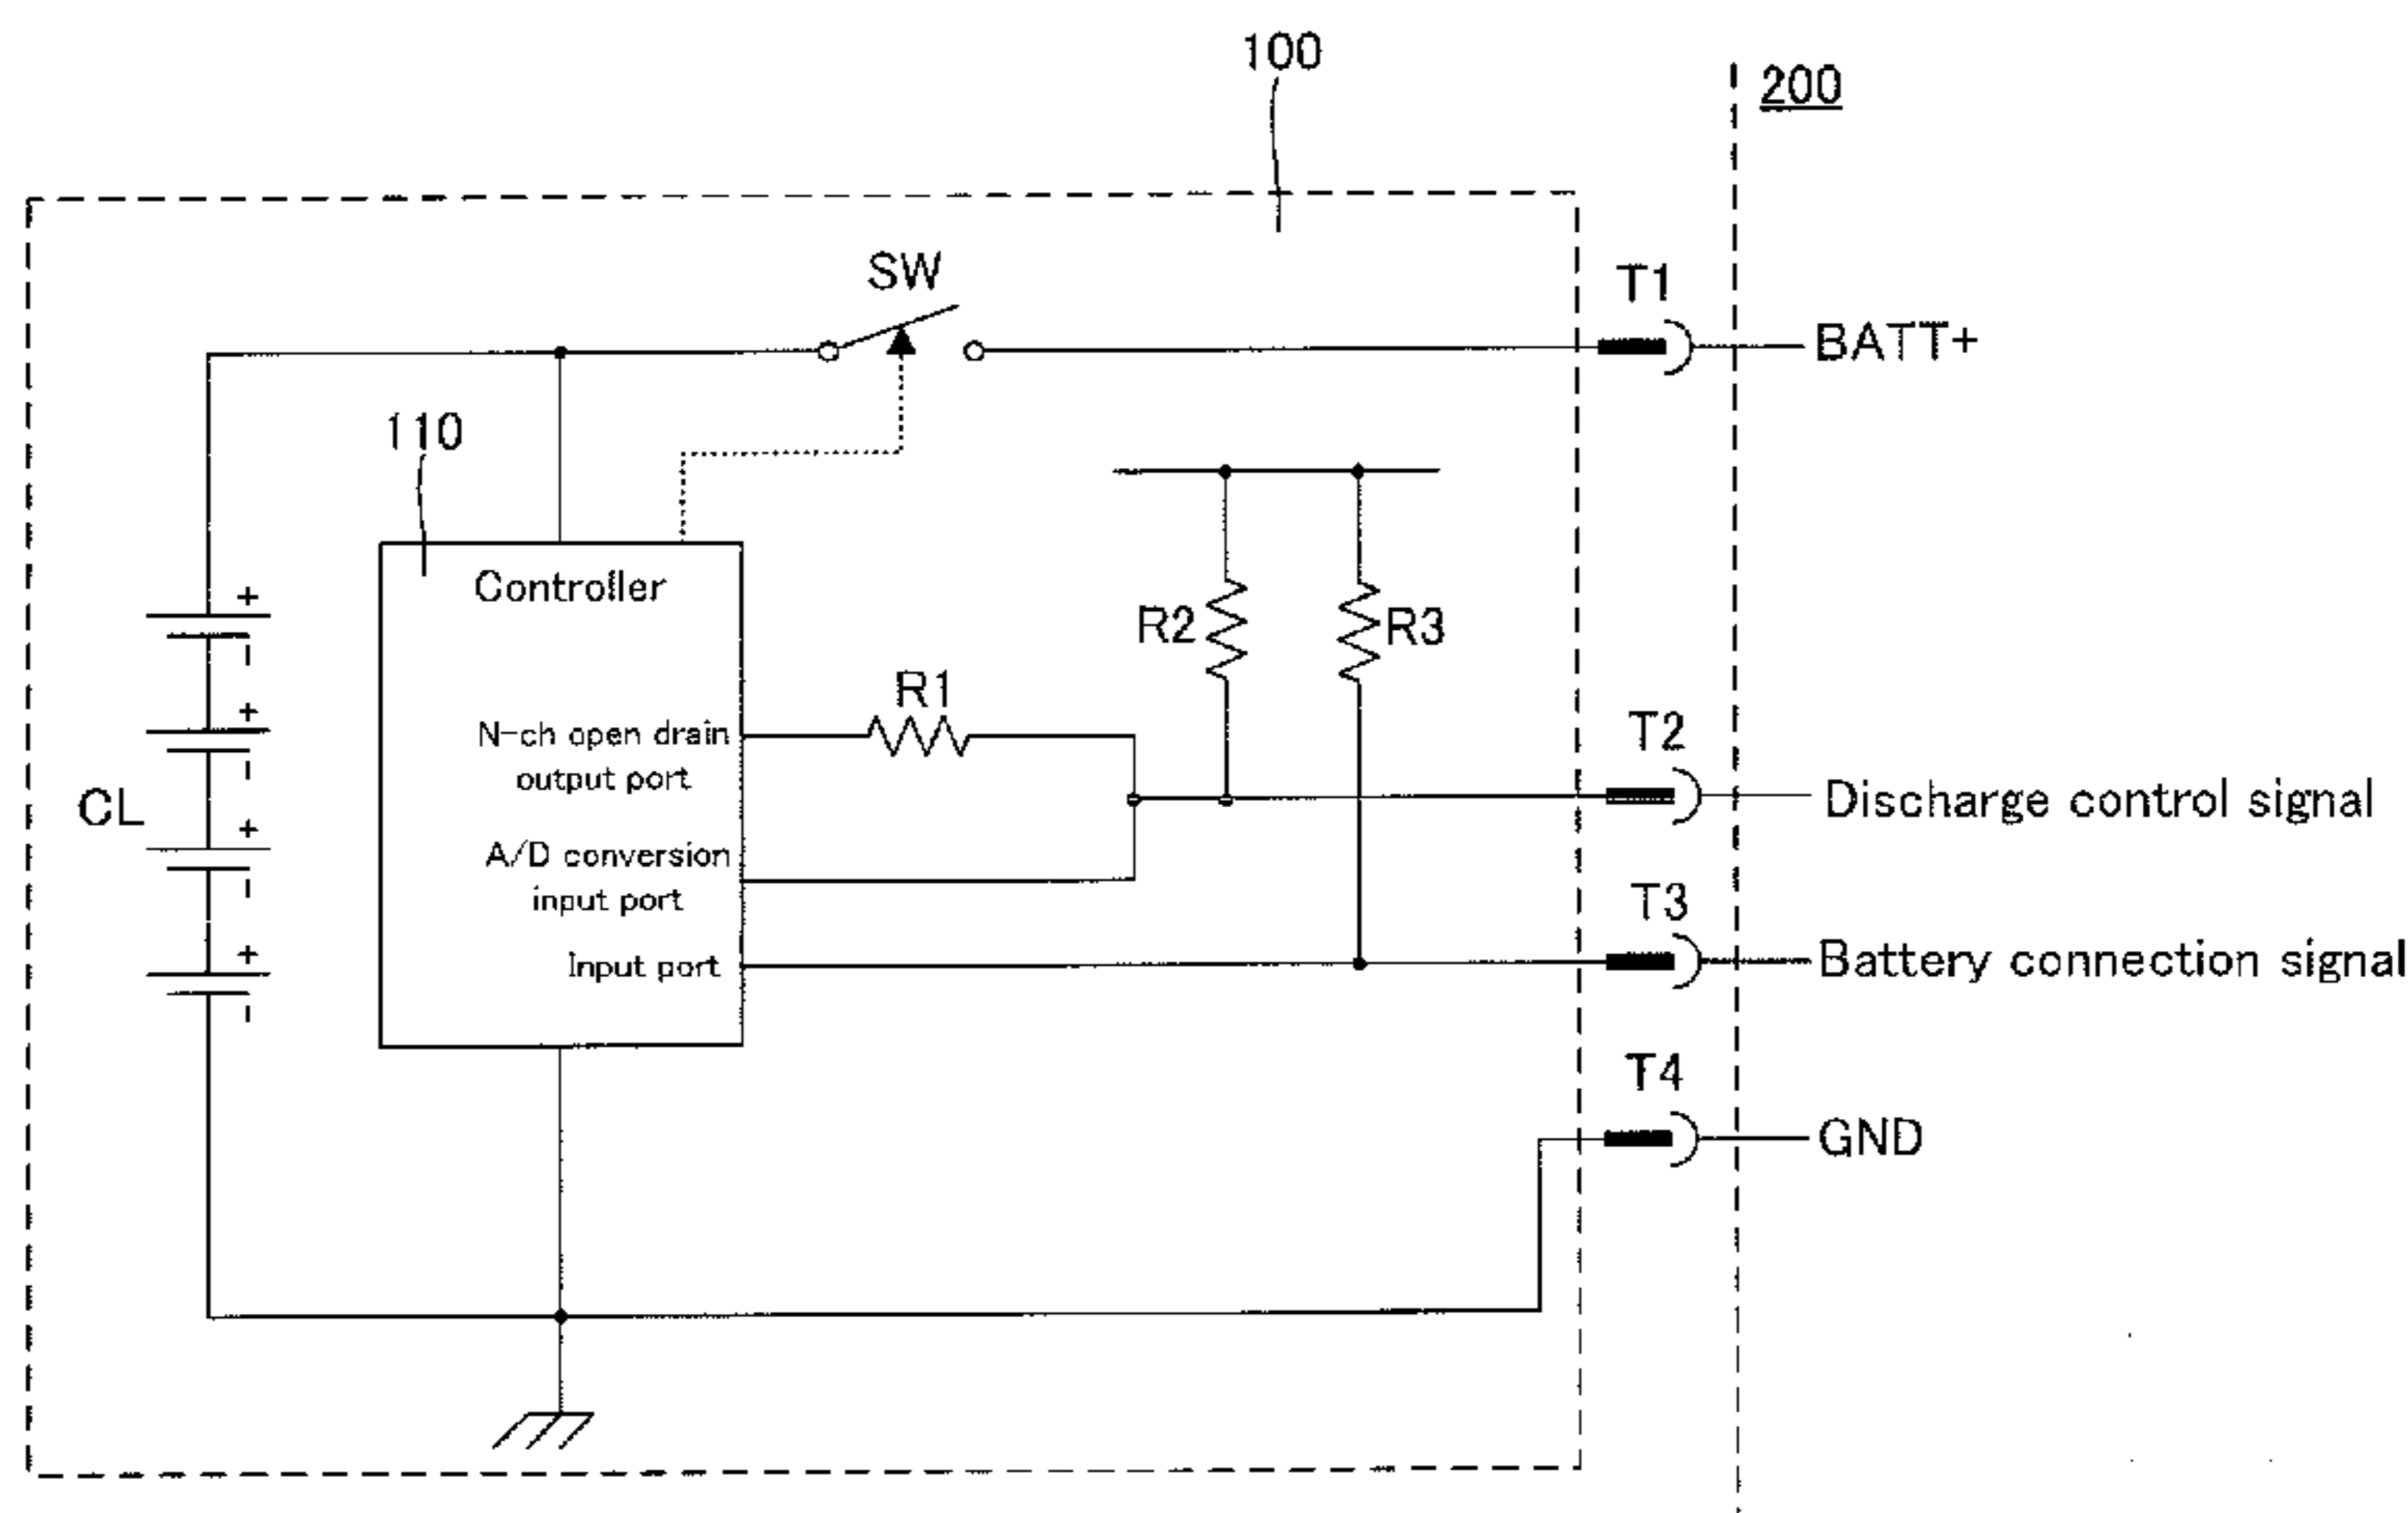 100
200
SW
T1
BATT+
110
Controller
R2
R3
R1
N-ch open drain
output port
T2
Discharge control signal
CL
A/D conversion
input port
T3
Input port
Battery connection signal
T4
GND
+
+
+
+